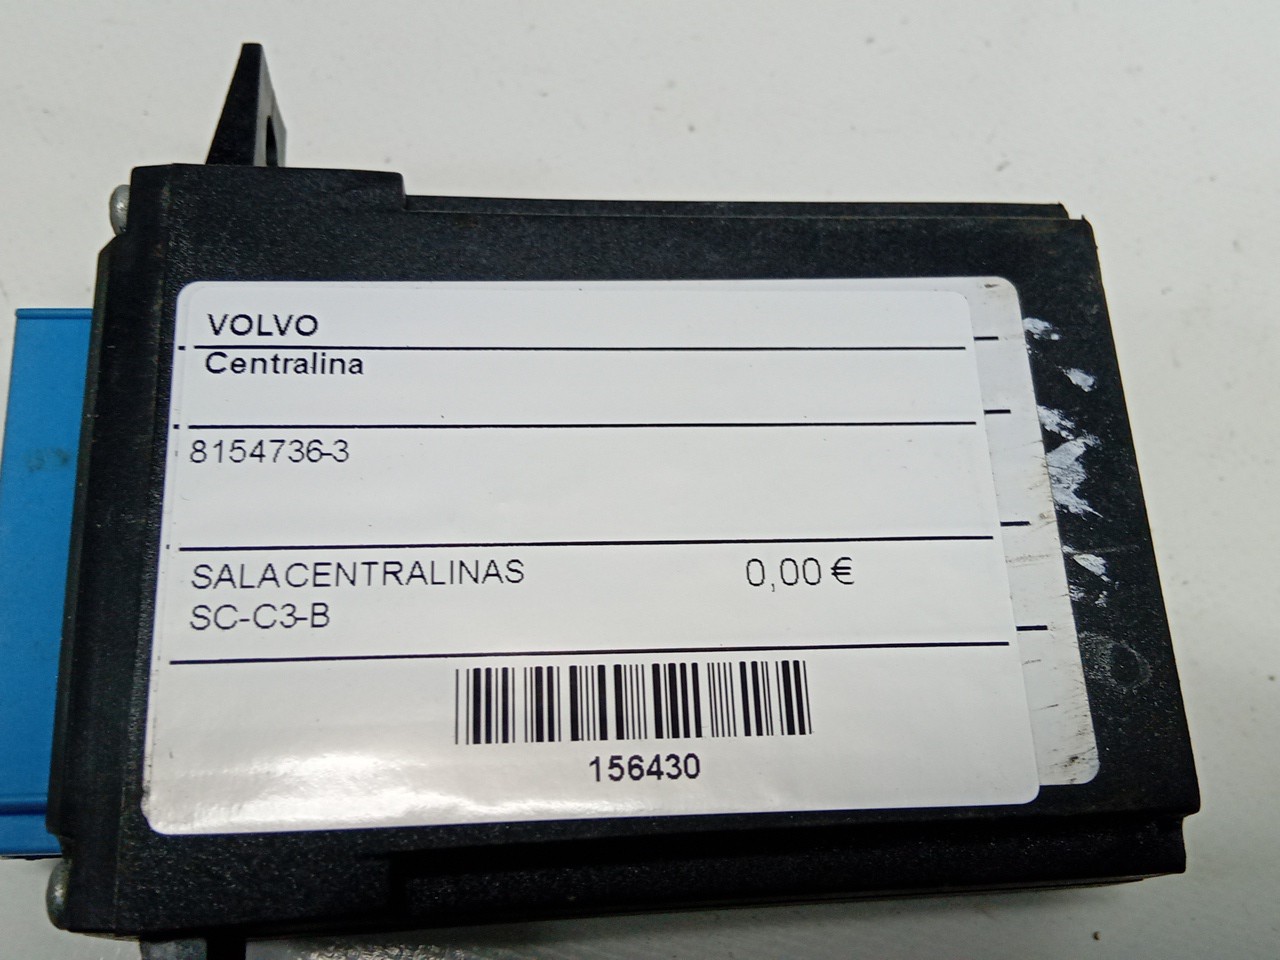 VOLVO
Centralina
8154736-3
SALACENTRALINAS 0,00 €
SC-C3-B
156430